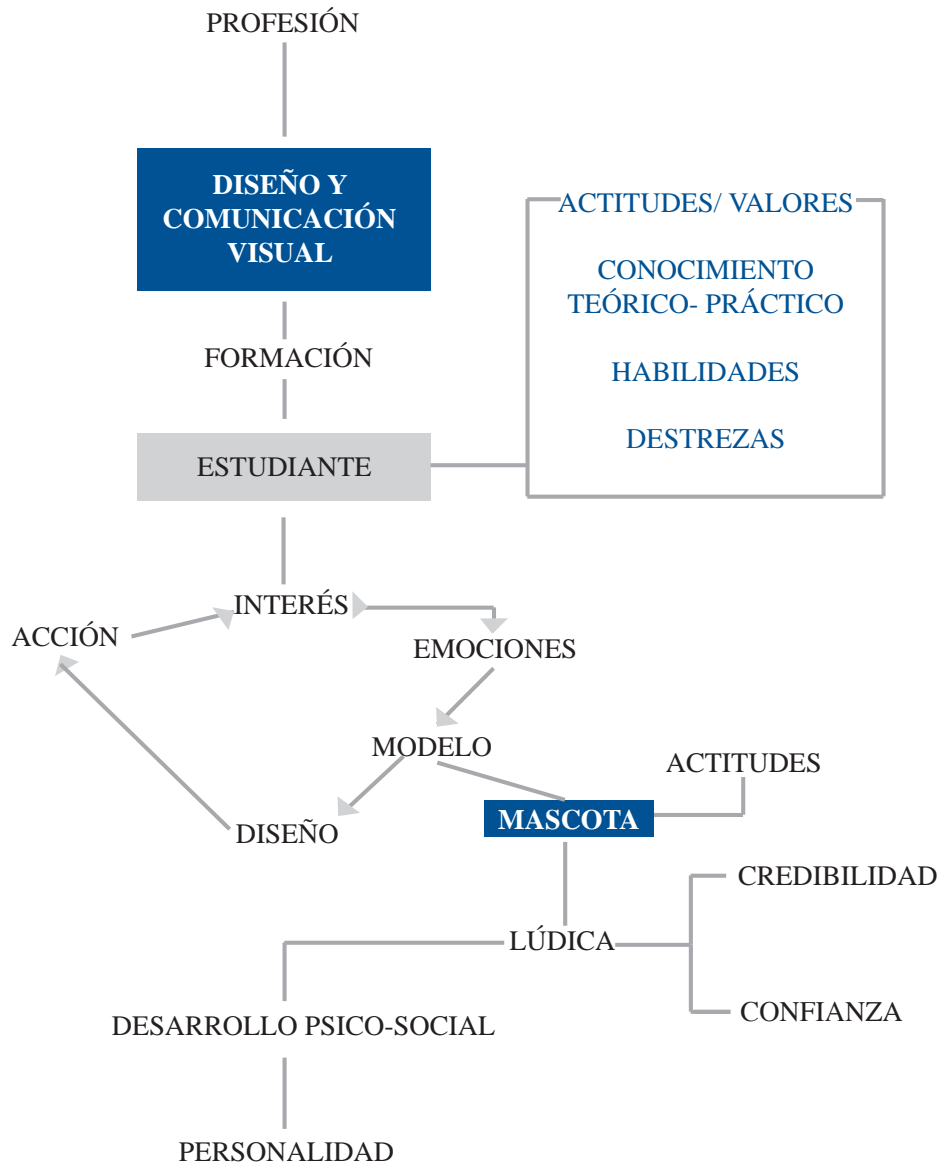 PROFESIÓN
DISEÑO Y
COMUNICACIÓN
VISUAL
ACTITUDES/ VALORES
CONOCIMIENTO
TEÓRICO- PRÁCTICO
HABILIDADES
DESTREZAS
FORMACIÓN
ESTUDIANTE
INTERÉS
ACCIÓN
EMOCIONES
MODELO
ACTITUDES
MASCOTA
DISEÑO
CREDIBILIDAD
LÚDICA
CONFIANZA
DESARROLLO PSICO-SOCIAL
PERSONALIDAD